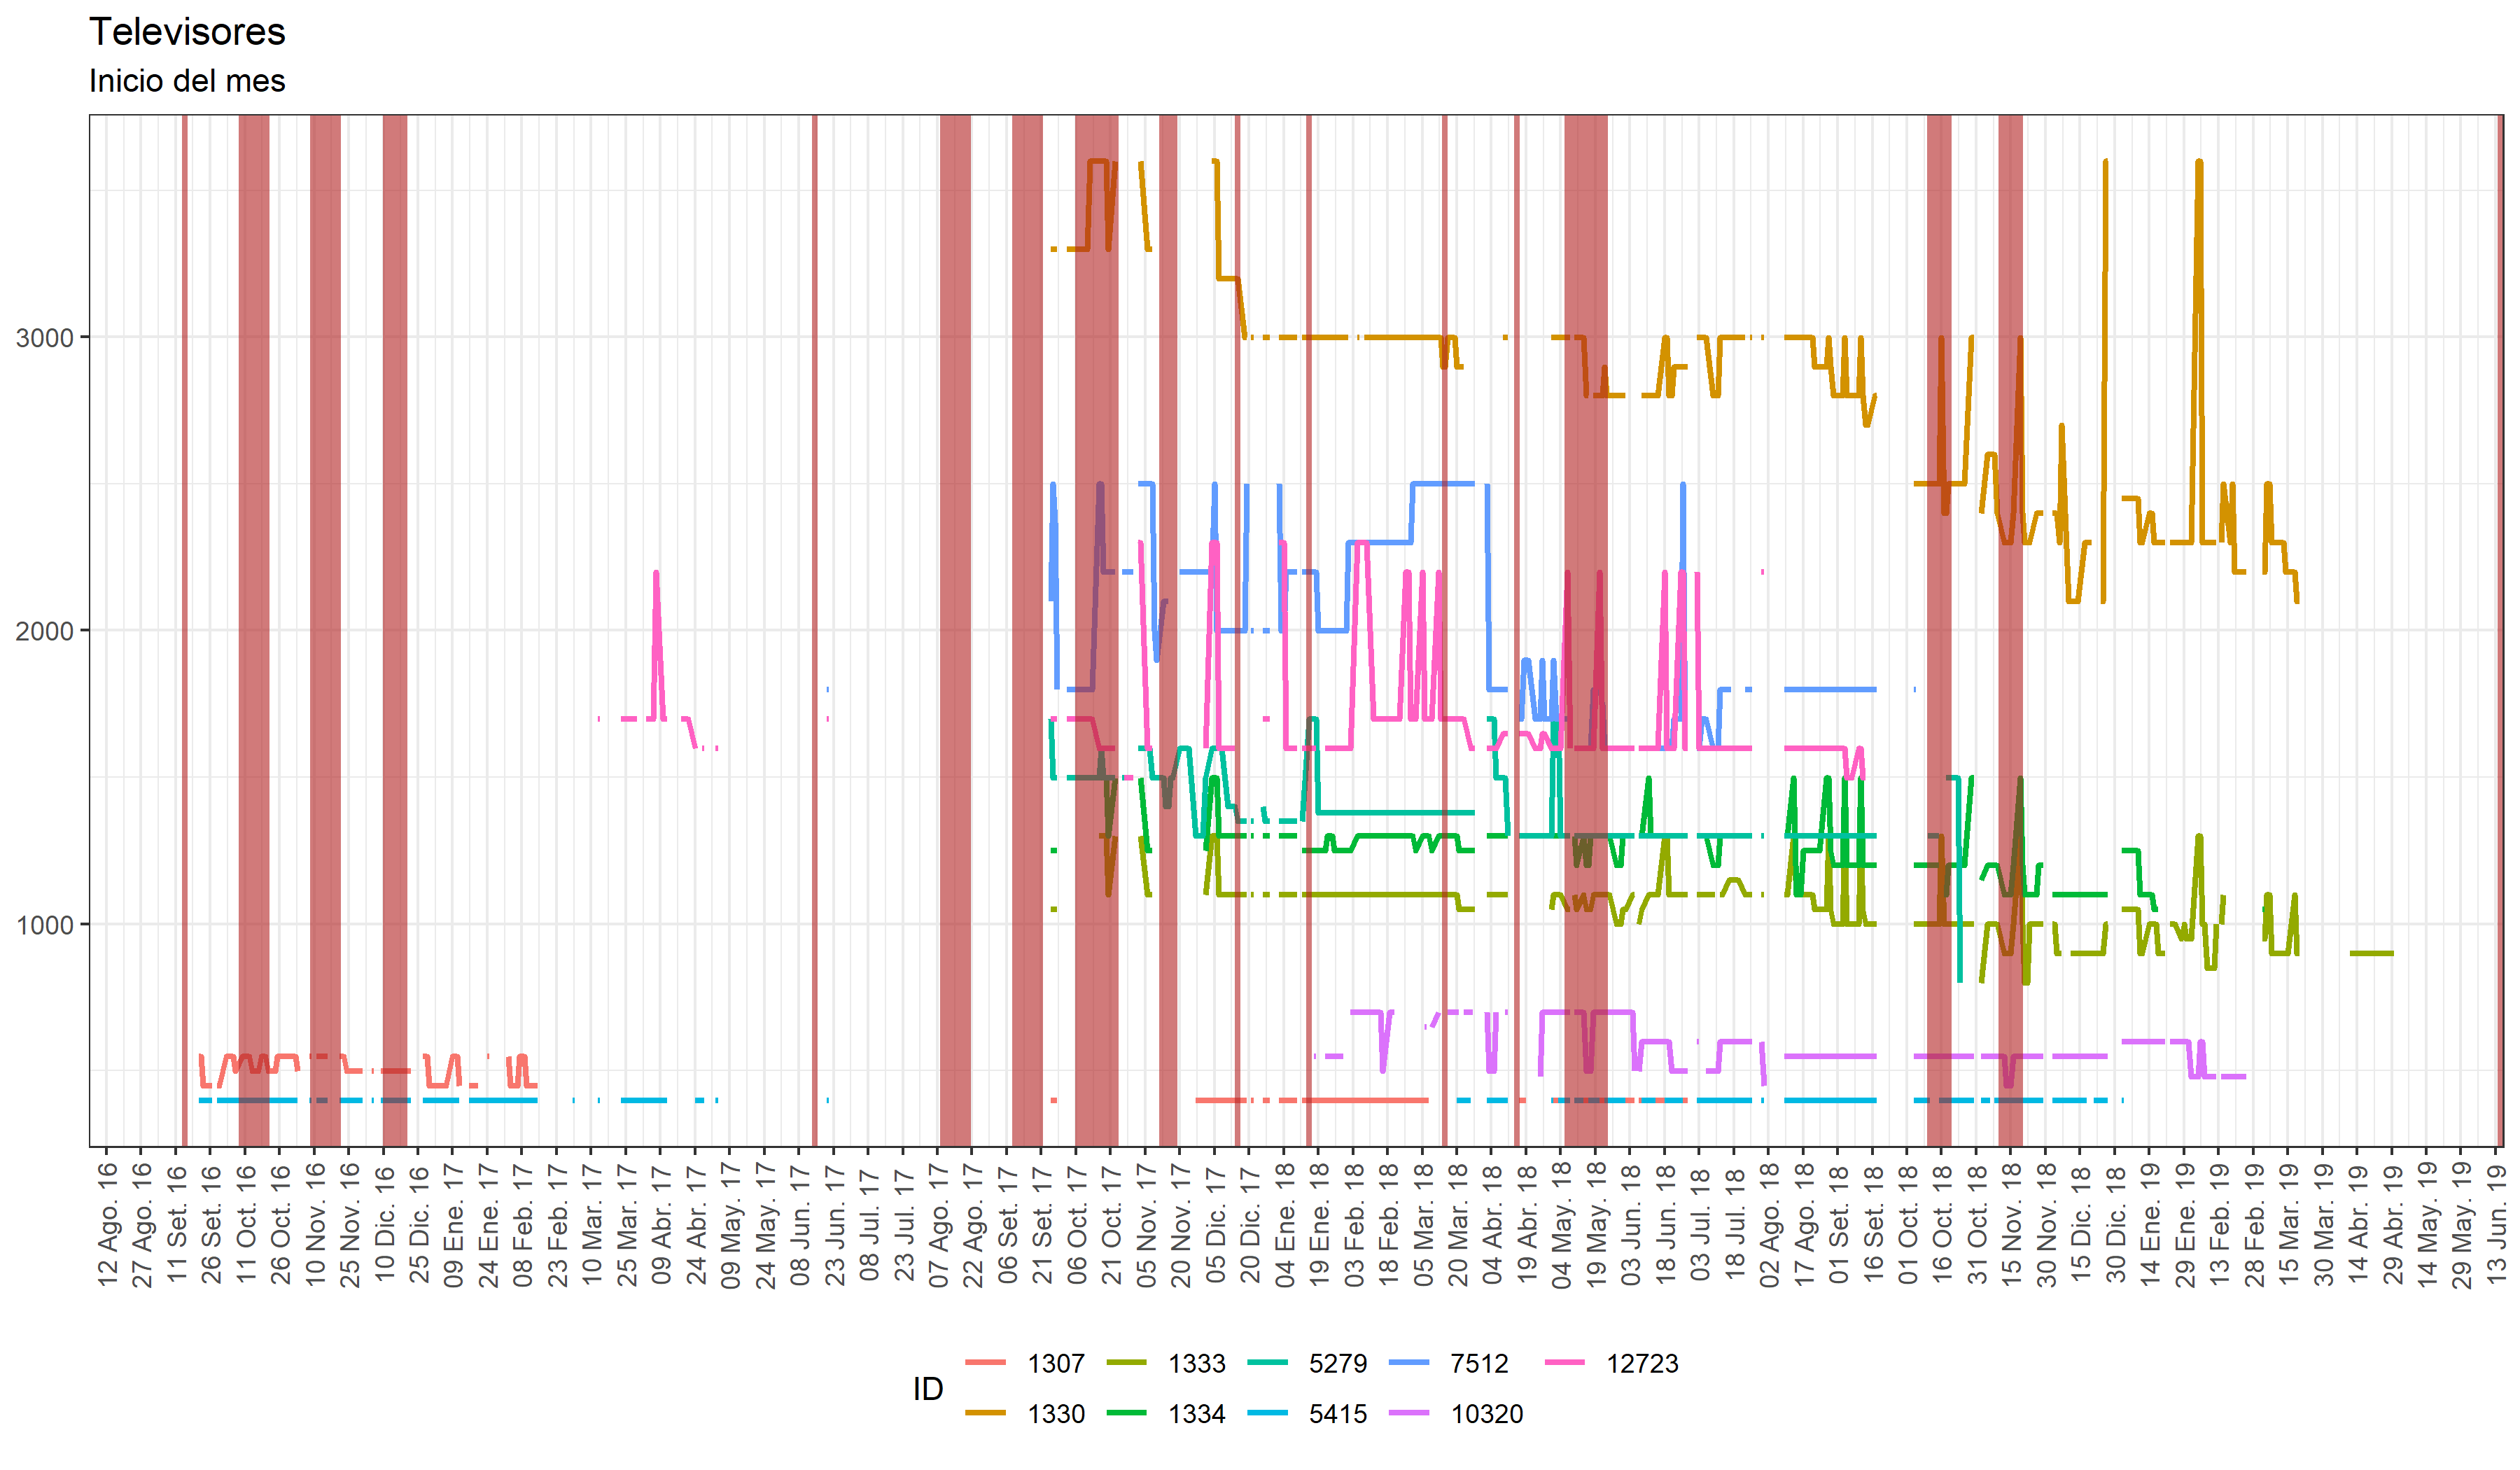 Televisores
Inicio del mes
3000
2000
1000
12 Ago. 16
27 Ago. 16
11 Set. 16
26 Set. 16
11 Oct. 16
26 Oct. 16
10 Nov. 16
25 Nov. 16
10 Dic. 16
25 Dic. 16
09 Ene. 17
24 Ene. 17
08 Feb. 17
23 Feb. 17
10 Mar. 17
25 Mar. 17
09 Abr. 17
24 Abr. 17
09 May. 17
24 May. 17
08 Jun. 17
23 Jun. 17
08 Jul. 17
23 Jul. 17
07 Ago. 17
22 Ago. 17
06 Set. 17
21 Set. 17
06 Oct. 17
21 Oct. 17
05 Nov. 17
20 Nov. 17
05 Dic. 17
20 Dic. 17
04 Ene. 18
19 Ene. 18
03 Feb. 18
18 Feb. 18
05 Mar. 18
20 Mar. 18
04 Abr. 18
19 Abr. 18
04 May. 18
19 May. 18
03 Jun. 18
18 Jun. 18
03 Jul. 18
18 Jul. 18
02 Ago. 18
17 Ago. 18
01 Set. 18
16 Set. 18
01 Oct. 18
16 Oct. 18
31 Oct. 18
15 Nov. 18
30 Nov. 18
15 Dic. 18
30 Dic. 18
14 Ene. 19
29 Ene. 19
13 Feb. 19
28 Feb. 19
15 Mar. 19
30 Mar. 19
14 Abr. 19
29 Abr. 19
14 May. 19
29 May. 19
13 Jun. 19
ID
1307 1333 5279 7512 12723
1330 1334 5415 10320